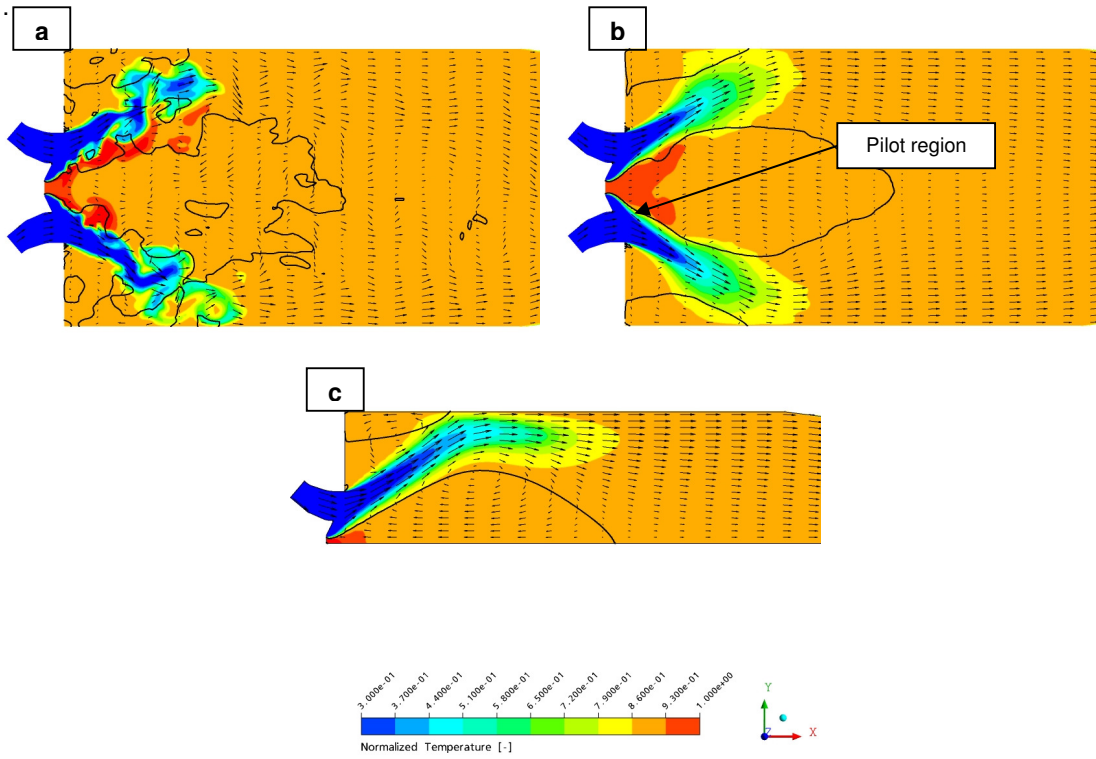 .
a
b
Pilot region
c
3.000e-01
3.700e-01
4.400e-01
5.100e-01
5.800e-01
6.500e-01
7.200e-01
7.900e-01
8.600e-01
9.300e-01
1.000e+00
Normalized Temperature [-]
Y
Z
X